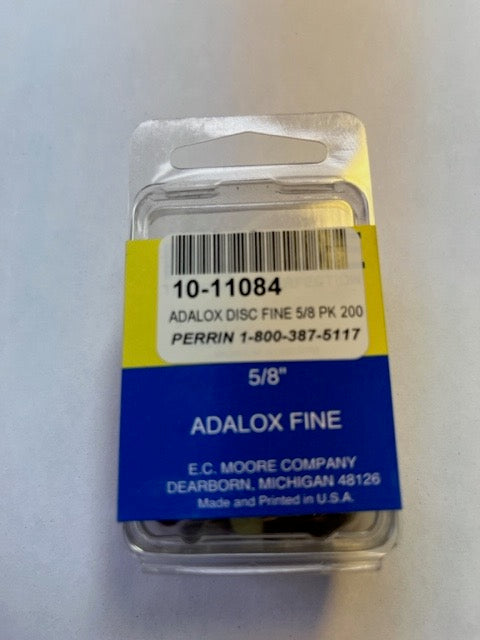 10-11084
ADALOX DISC FINE 5/8 PK 200
PERRIN 1-800-387-5117
5/8"
ADALOX FINE
E.C. MOORE COMPANY
DEARBORN, MICHIGAN 48126
Made and Printed in U.S.A.